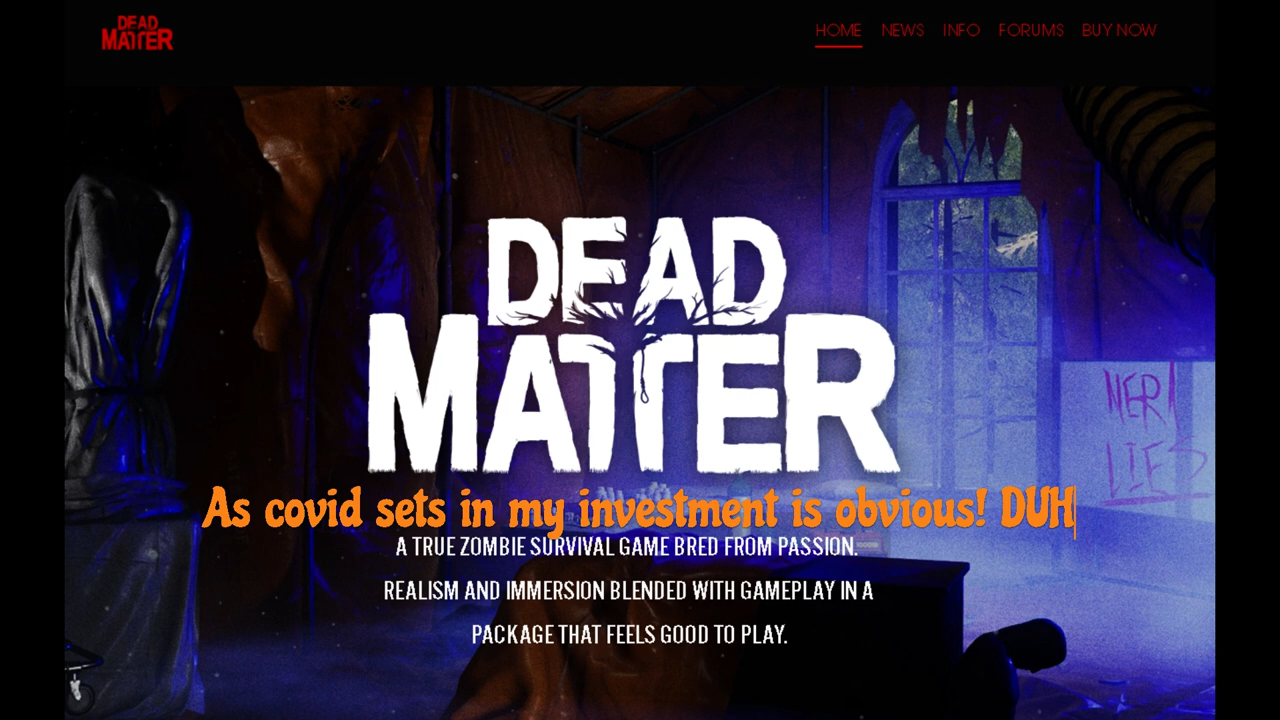 DEAD
MATTER
HOME NEWS INFO FORUMS BUY NOW
DEAD
MATTER
NER
LIES
As covid sets in my investment is obvious! DUH
A TRUE ZOMBIE SURVIVAL GAME BRED FROM PASSION.
REALISM AND IMMERSION BLENDED WITH GAMEPLAY IN A
PACKAGE THAT FEELS GOOD TO PLAY.